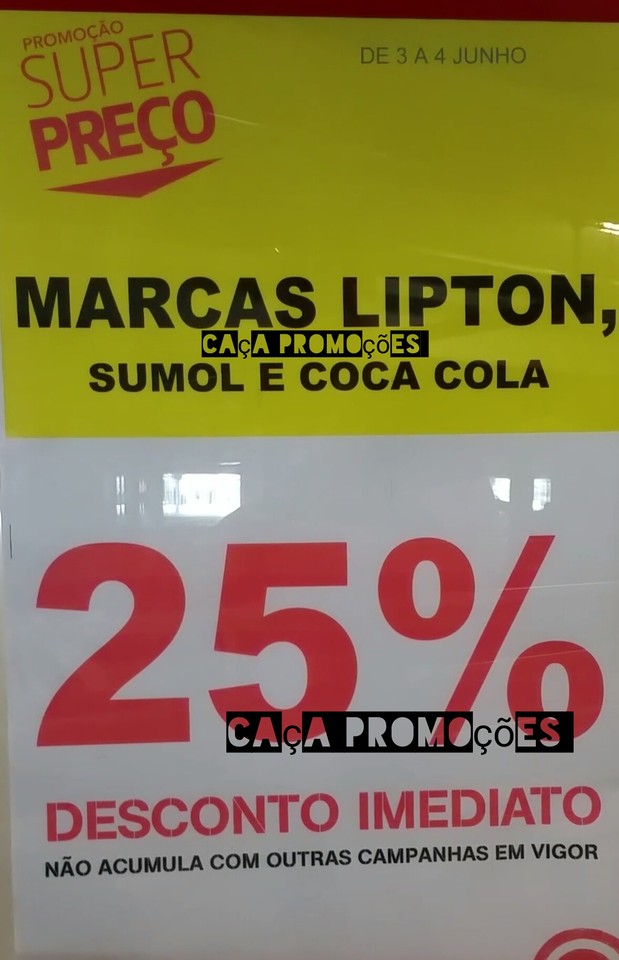 PROMOÇÃO
SUPER
PREÇO
DE 3 A 4 JUNHO
MARCAS LIPTON,
CAÇA PROMOÇÕES
SUMOL E COCA COLA
25%
CAÇA PROMOÇÕES
DESCONTO IMEDIATO
NÃO ACUMULA COM OUTRAS CAMPANHAS EM VIGOR